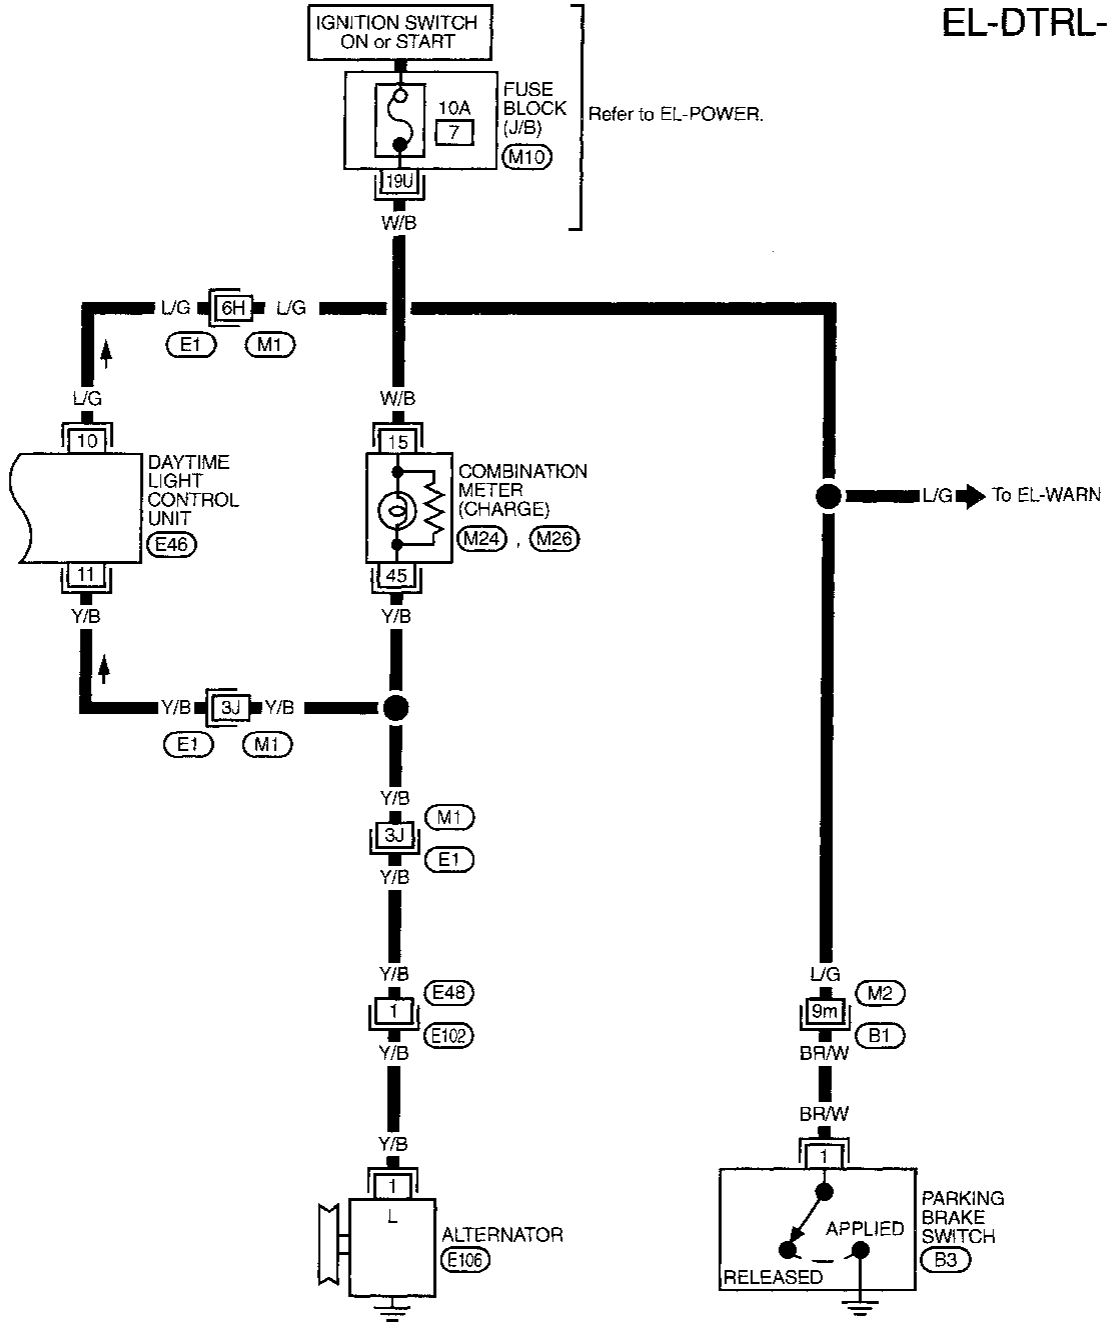 EL-DTRL-
IGNITION SWITCH
ON or START
FUSE
BLOCK
(J/B)
M10
10A
7
Refer to EL-POWER.
19U
W/B
L/G
6H
L/G
E1
M1
L/G
W/B
10
15
DAYTIME
LIGHT
CONTROL
UNIT
E46
COMBINATION
METER
(CHARGE)
M24 , M26
L/G
To EL-WARN
11
45
Y/B
Y/B
Y/B
3J
Y/B
E1
M1
Y/B
M1
3J
E1
Y/B
Y/B
E48
1
E102
Y/B
L/G
M2
9m
B1
BR/W
BR/W
Y/B
1
L
ALTERNATOR
E106
1
APPLIED
RELEASED
PARKING
BRAKE
SWITCH
B3